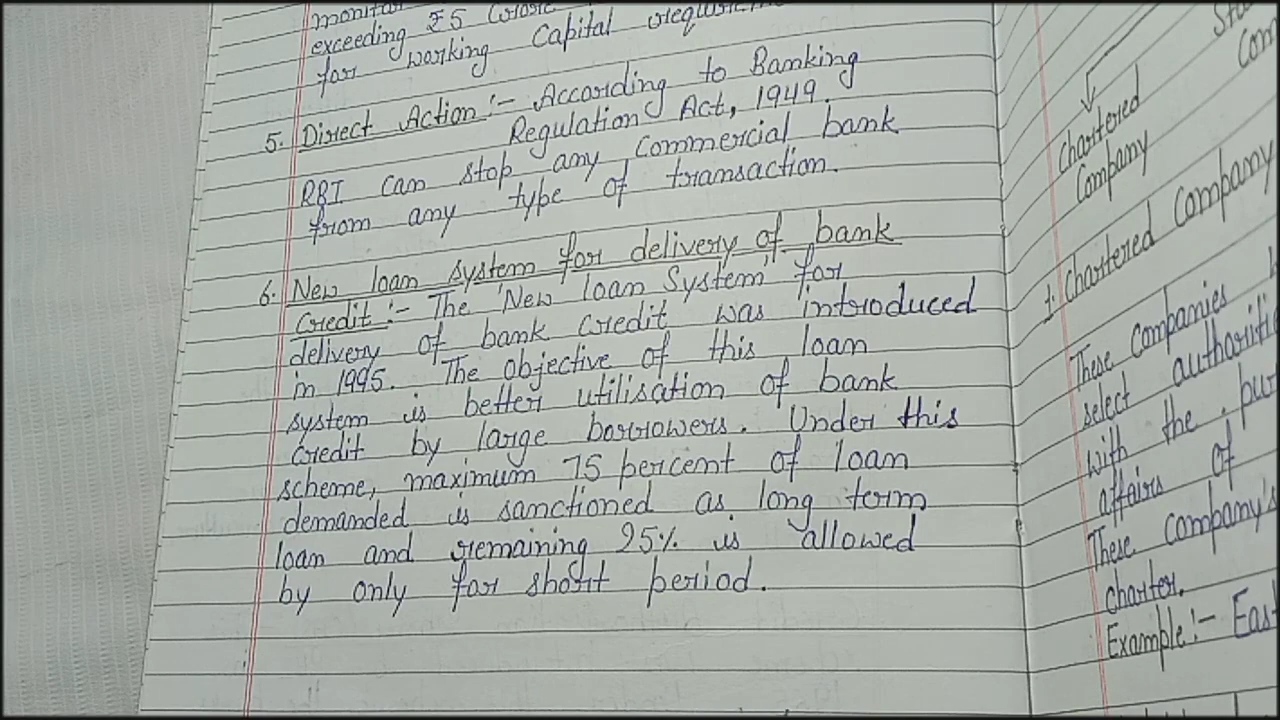 exceeding ₹5 Crore
for working Capital
5. Direct Action :- According to Banking
Regulation Act, 1949.
RBI can stop any commercial bank
from any type of transaction.
6. New loan system for delivery of bank
Credit :- The 'New loan System' for
delivery of bank credit was introduced
in 1995. The objective of this loan
system is better utilisation of bank
credit by large borrowers. Under this
scheme, maximum 75 percent of loan
demanded is sanctioned as long term
loan and remaining 25% is allowed
by only for short period.
Chartered
Company
1. Chartered Company
These Companies
select
with the
affairs of
These Company's
charter.
Example :-